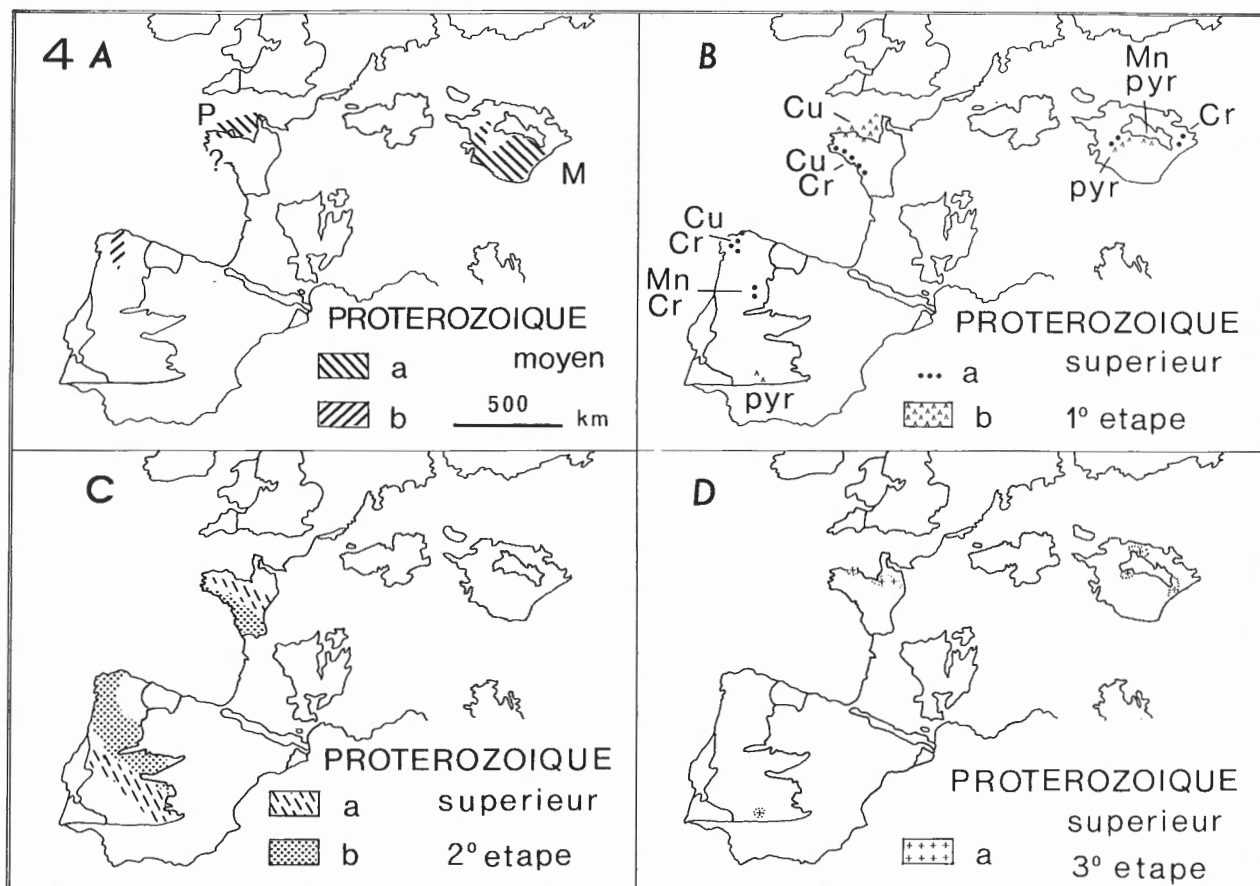 4 A
P
?
M
PROTEROZOIQUE
moyen
a
b
500
km
B
Mn
pyr
Cr
Cu
Cu
Cr
pyr
Cu
Cr
Mn
Cr
pyr
PROTEROZOIQUE
superieur
a
b
1º etape
C
PROTEROZOIQUE
superieur
a
b
2º etape
D
PROTEROZOIQUE
superieur
a
3º etape